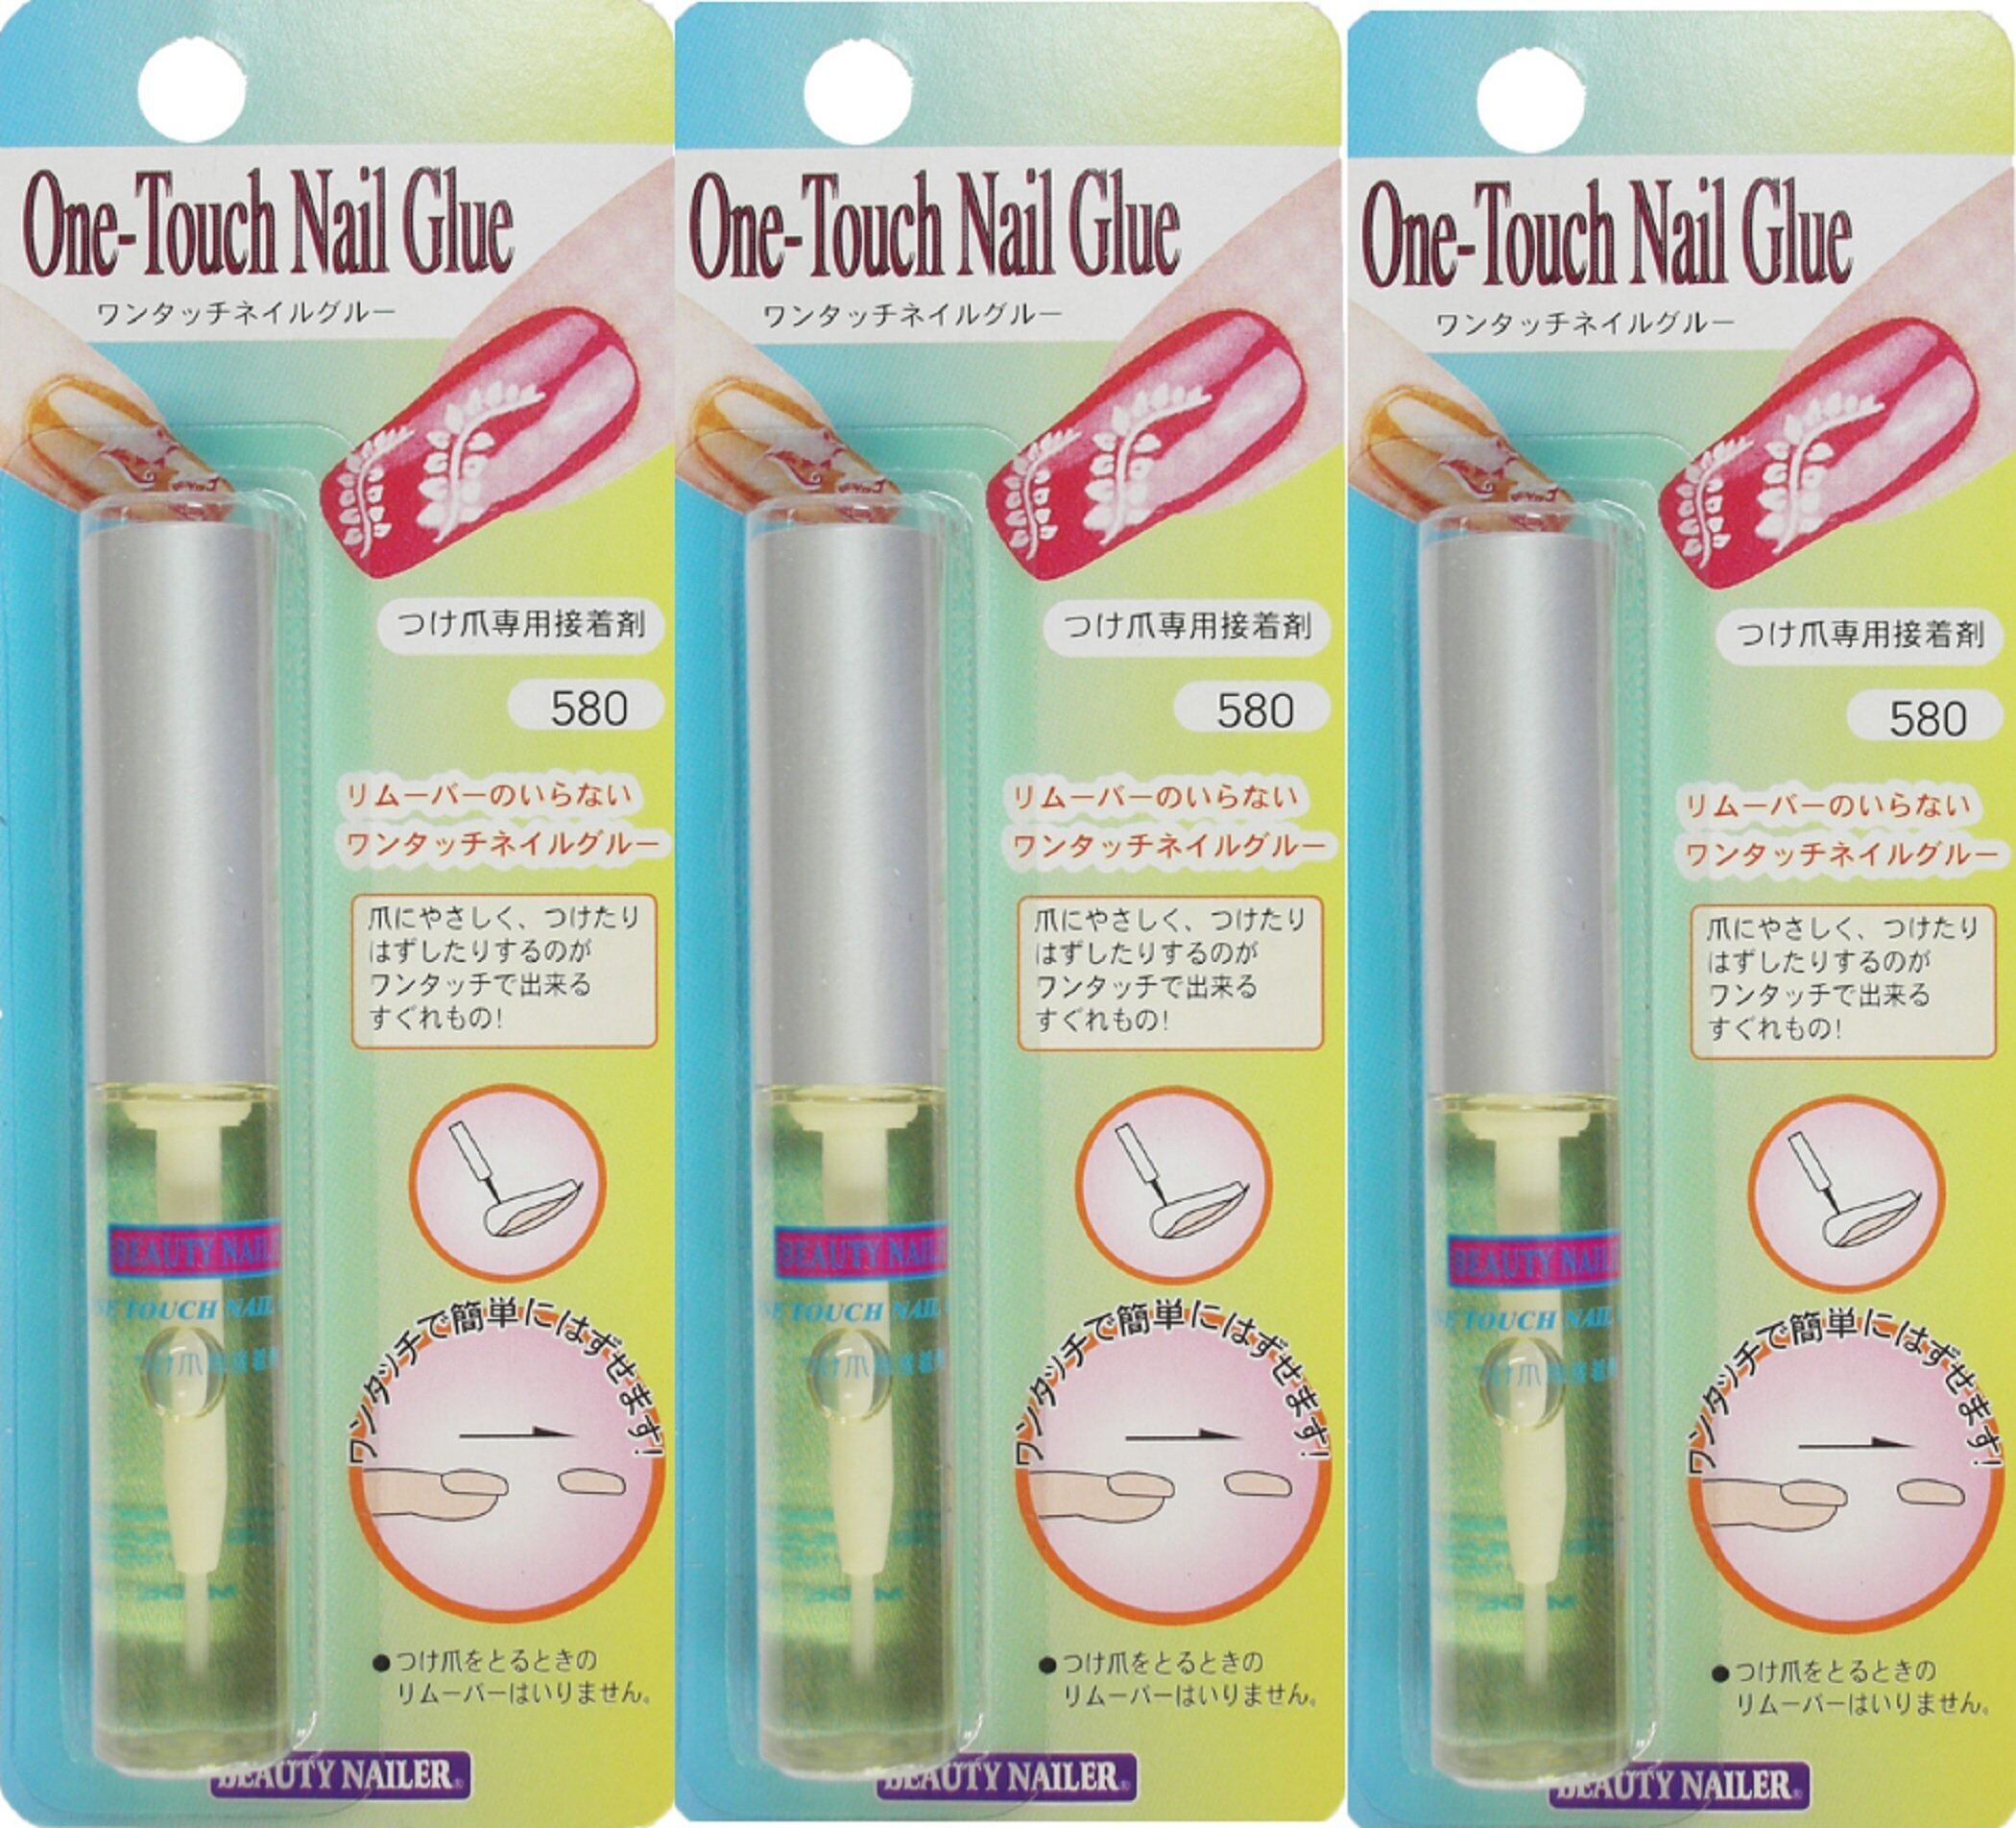 One-Touch Nail Glue
ワンタッチネイルグルー
つけ爪専用接着剤
580
リムーバーのいらない
ワンタッチネイルグルー
爪にやさしく、つけたり
はずしたりするのが
ワンタッチで出来る
すぐれもの!
BEAUTY NAILE
TOUCH NAIL
ワンタッチで簡単にはずせます!
●つけ爪をとるときの
リムーバーはいりません。
BEAUTY NAILER®
One-Touch Nail Glue
ワンタッチネイルグルー
つけ爪専用接着剤
580
リムーバーのいらない
ワンタッチネイルグルー
爪にやさしく、つけたり
はずしたりするのが
ワンタッチで出来る
すぐれもの!
BEAUTY NAILE
TOUCH NAIL
ワンタッチで簡単にはずせます!
●つけ爪をとるときの
リムーバーはいりません。
BEAUTY NAILER®
One-Touch Nail Glue
ワンタッチネイルグルー
つけ爪専用接着剤
580
リムーバーのいらない
ワンタッチネイルグルー
爪にやさしく、つけたり
はずしたりするのが
ワンタッチで出来る
すぐれもの!
BEAUTY NAILE
TOUCH NAIL
ワンタッチで簡単にはずせます!
●つけ爪をとるときの
リムーバーはいりません。
BEAUTY NAILER®